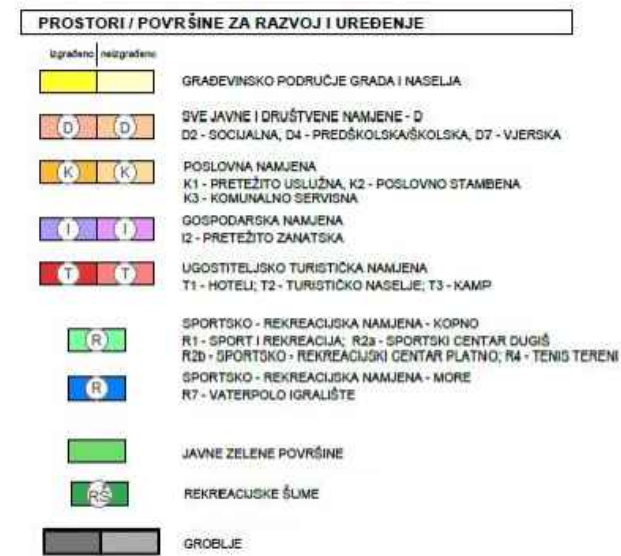 PROSTORI / POVRŠINE ZA RAZVOJ I UREĐENJE
izgrađeno neizgrađeno
GRAĐEVINSKO PODRUČJE GRADA I NASELJA
D D
SVE JAVNE I DRUŠTVENE NAMJENE - D
D2 - SOCIJALNA, D4 - PREDŠKOLSKA/ŠKOLSKA, D7 - VJERSKA
K K
POSLOVNA NAMJENA
K1 - PRETEŽITO USLUŽNA, K2 - POSLOVNO STAMBENA
K3 - KOMUNALNO SERVISNA
I I
GOSPODARSKA NAMJENA
I2 - PRETEŽITO ZANATSKA
T T
UGOSTITELJSKO TURISTIČKA NAMJENA
T1 - HOTELI; T2 - TURISTIČKO NASELJE; T3 - KAMP
R
SPORTSKO - REKREACIJSKA NAMJENA - KOPNO
R1 - SPORT I REKREACIJA; R2a - SPORTSKI CENTAR DUGIŠ
R2b - SPORTSKO - REKREACIJSKI CENTAR PLATNO; R4 - TENIS TERENI
R
SPORTSKO - REKREACIJSKA NAMJENA - MORE
R7 - VATERPOLO IGRALIŠTE
JAVNE ZELENE POVRŠINE
RŠ
REKREACIJSKE ŠUME
GROBLJE